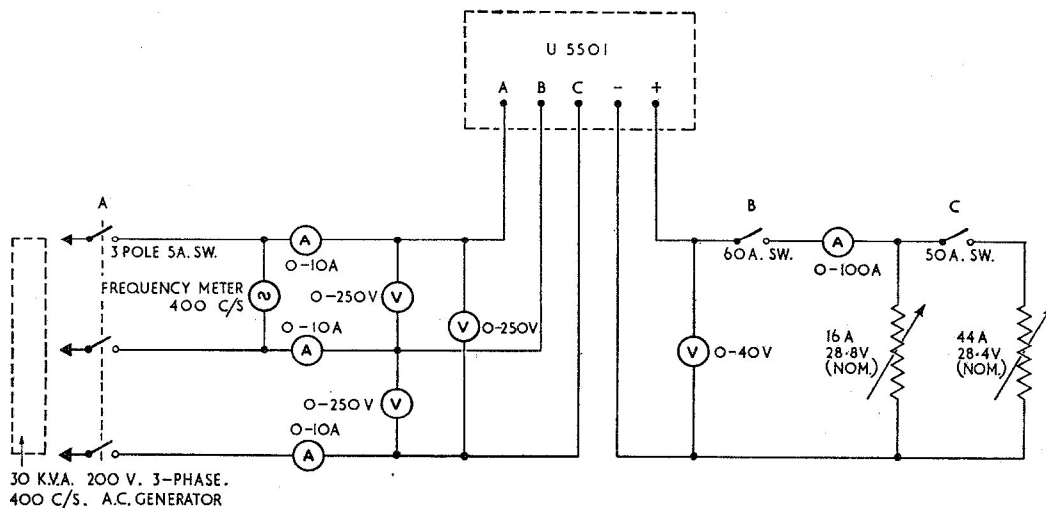 U 5501
A B C - +
A
3 POLE 5A. SW.
0-10A
FREQUENCY METER
400 C/S
0-250V
0-250V
0-10A
0-250V
0-10A
30 K.V.A. 200 V. 3-PHASE.
400 C/S. A.C. GENERATOR
B
60A. SW.
0-100A
C
50A. SW.
0-40V
16A
28·8V
(NOM.)
44A
28·4V
(NOM.)
A
A
A
V
V
V
V
A